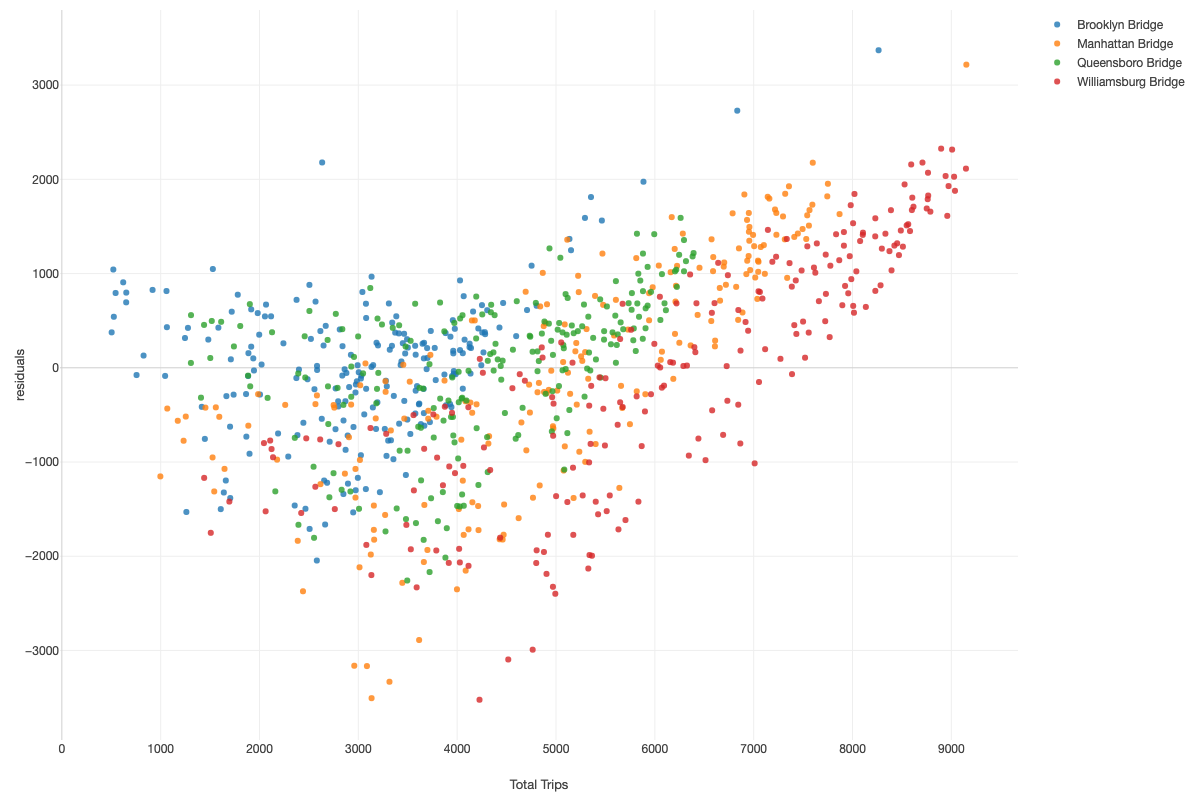 Brooklyn Bridge
Manhattan Bridge
Queensboro Bridge
Williamsburg Bridge
3000
2000
1000
0
−1000
−2000
−3000
residuals
0 1000 2000 3000 4000 5000 6000 7000 8000 9000
Total Trips